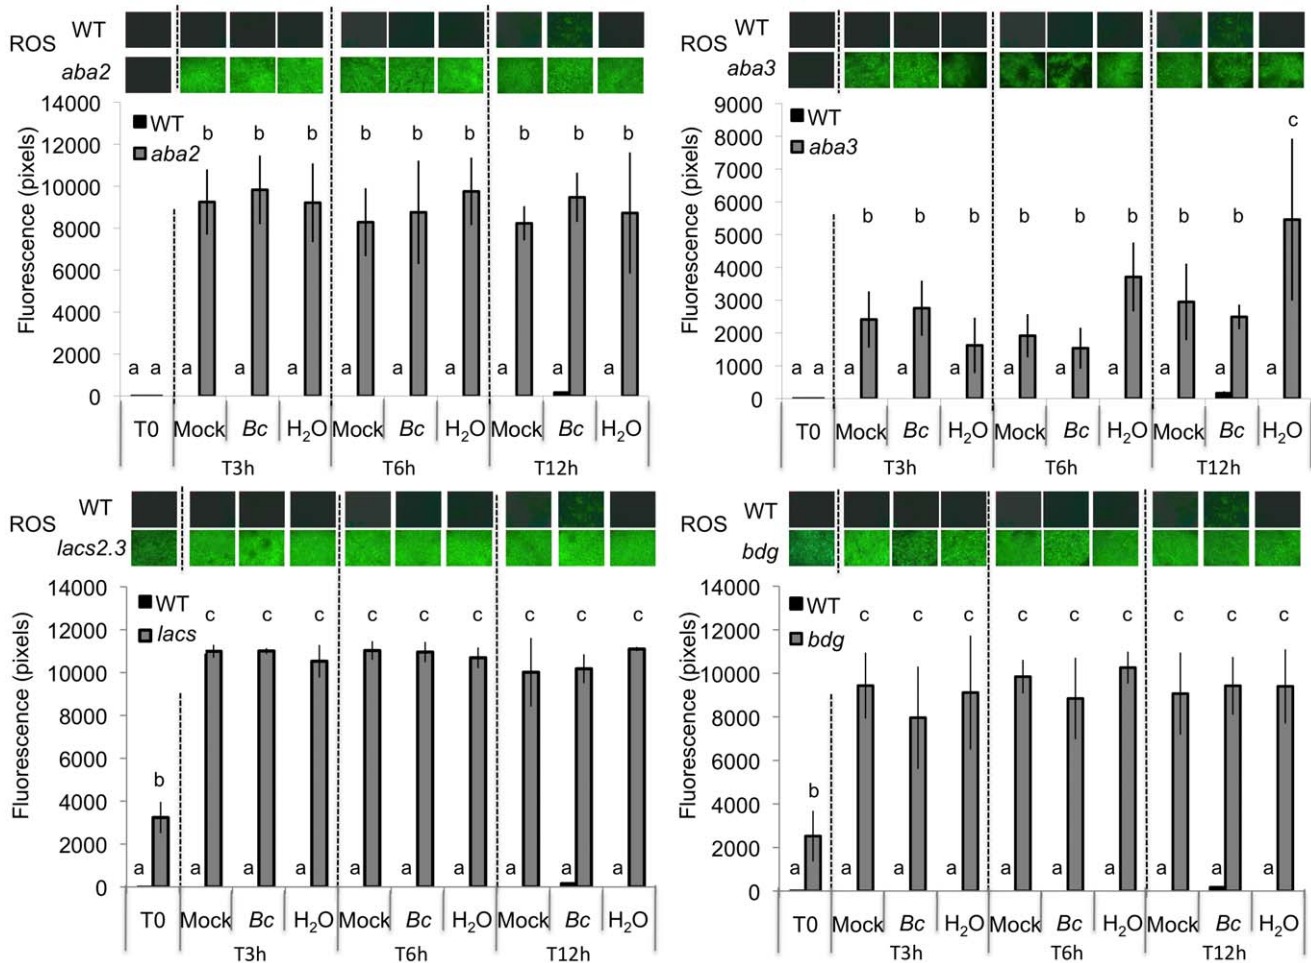 WT
ROS
aba2
14000
12000
10000
8000
6000
4000
2000
0
Fluorescence (pixels)
WT
aba2
b b b b b b b b b
a a a a a a a a a a a
T0 Mock Bc H₂O Mock Bc H₂O Mock Bc H₂O
T3h T6h T12h
WT
ROS
aba3
9000
8000
7000
6000
5000
4000
3000
2000
1000
0
Fluorescence (pixels)
WT
aba3
c
b b b b b b b b
a a a a a a a a a a a
T0 Mock Bc H₂O Mock Bc H₂O Mock Bc H₂O
T3h T6h T12h
WT
ROS
lacs2.3
14000
12000
10000
8000
6000
4000
2000
0
Fluorescence (pixels)
WT
lacs
c c c c c c c c c
b
a a a a a a a a a a
T0 Mock Bc H₂O Mock Bc H₂O Mock Bc H₂O
T3h T6h T12h
WT
ROS
bdg
14000
12000
10000
8000
6000
4000
2000
0
Fluorescence (pixels)
WT
bdg
c c c c c c c c c
b
a a a a a a a a a a
T0 Mock Bc H₂O Mock Bc H₂O Mock Bc H₂O
T3h T6h T12h